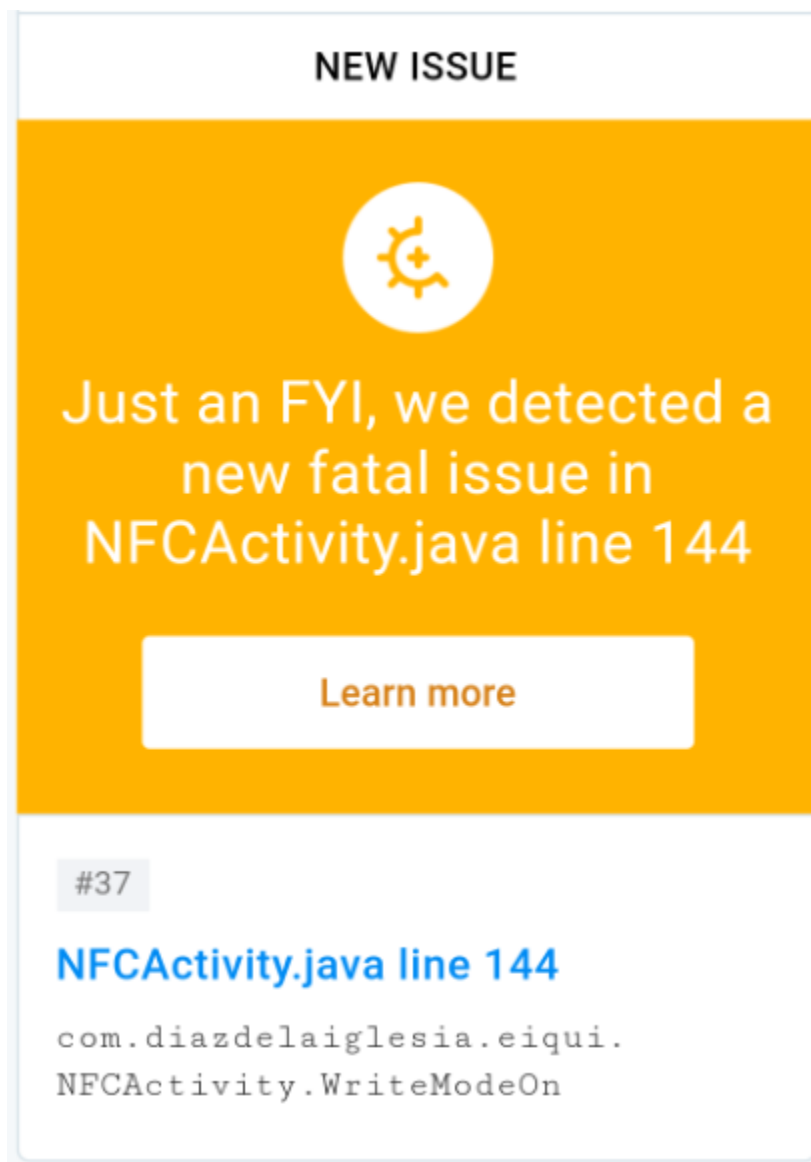 NEW ISSUE
Just an FYI, we detected a
new fatal issue in
NFCActivity.java line 144
Learn more
#37
NFCActivity.java line 144
com.diazdelaiglesia.eiqui.
NFCActivity.WriteModeOn